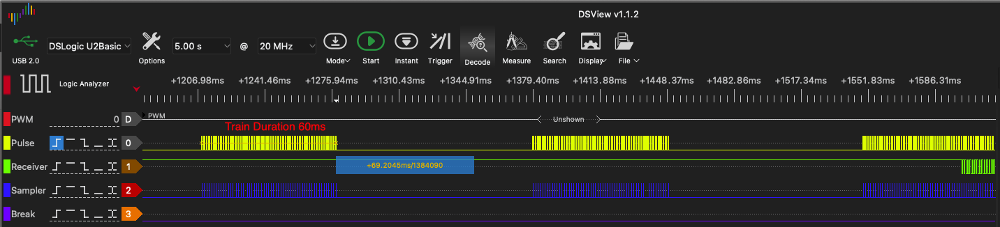 DSView v1.1.2
USB 2.0
DSLogic U2Basic
Options
5.00 s @ 20 MHz
Mode Start Instant Trigger Decode Measure Search Display File
Logic Analyzer
+1206.98ms +1241.46ms +1275.94ms +1310.43ms +1344.91ms +1379.40ms +1413.88ms +1448.37ms +1482.86ms +1517.34ms +1551.83ms +1586.31ms
PWM 0 D PWM Unshown
Train Duration 60ms
Pulse 0
Receiver 1 +69.2045ms/1384090
Sampler 2
Break 3